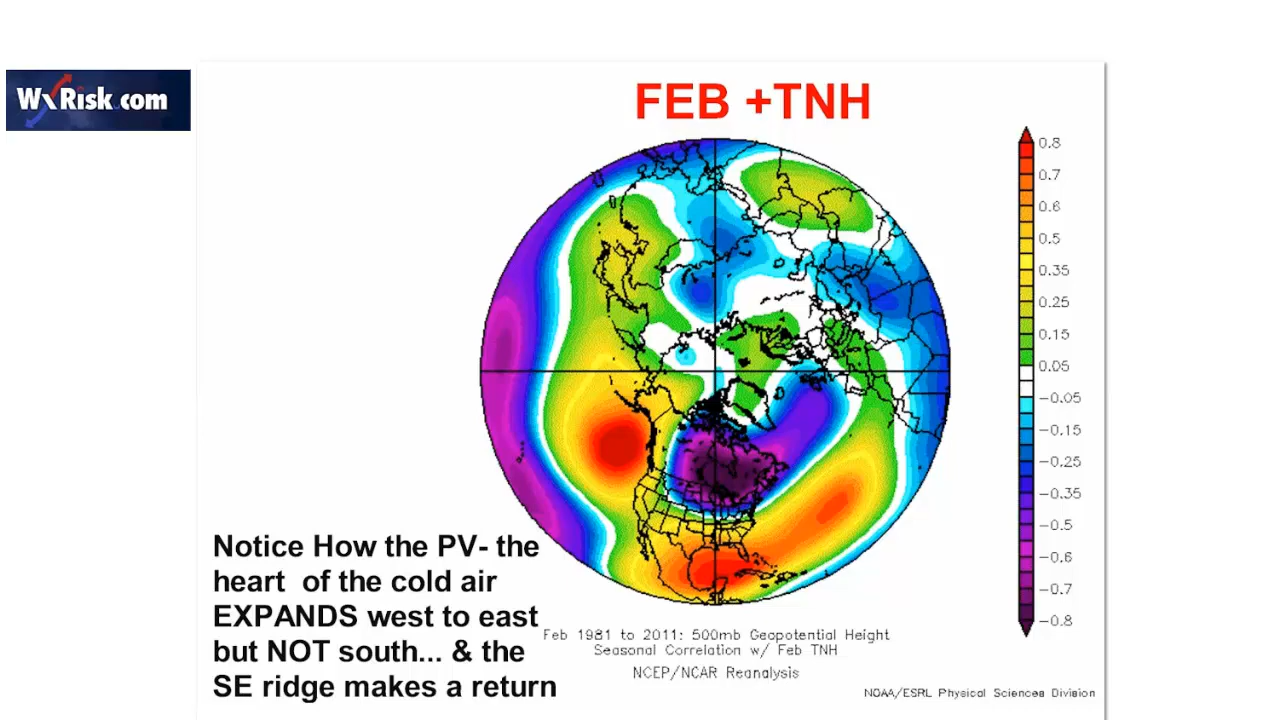 WxRisk.com
FEB +TNH
0.8
0.7
0.6
0.5
0.35
0.25
0.15
0.05
−0.05
−0.15
−0.25
−0.35
−0.5
−0.6
−0.7
−0.8
Notice How the PV- the
heart of the cold air
EXPANDS west to east
but NOT south... & the
SE ridge makes a return
Feb 1981 to 2011: 500mb Geopotential Height
Seasonal Correlation w/ Feb TNH
NCEP/NCAR Reanalysis
NOAA/ESRL Physical Sciences Division